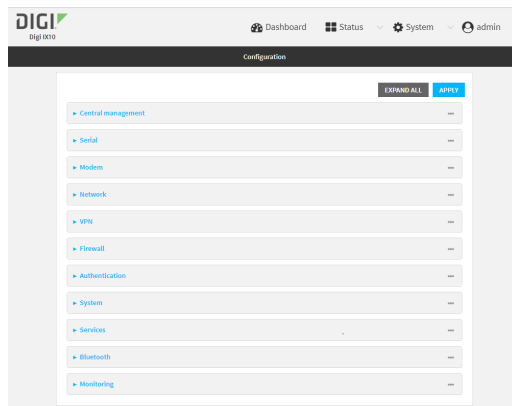 DIGI
Digi IX10
Dashboard Status System admin
Configuration
EXPAND ALL APPLY
Central management
Serial
Modem
Network
VPN
Firewall
Authentication
System
Services
Bluetooth
Monitoring